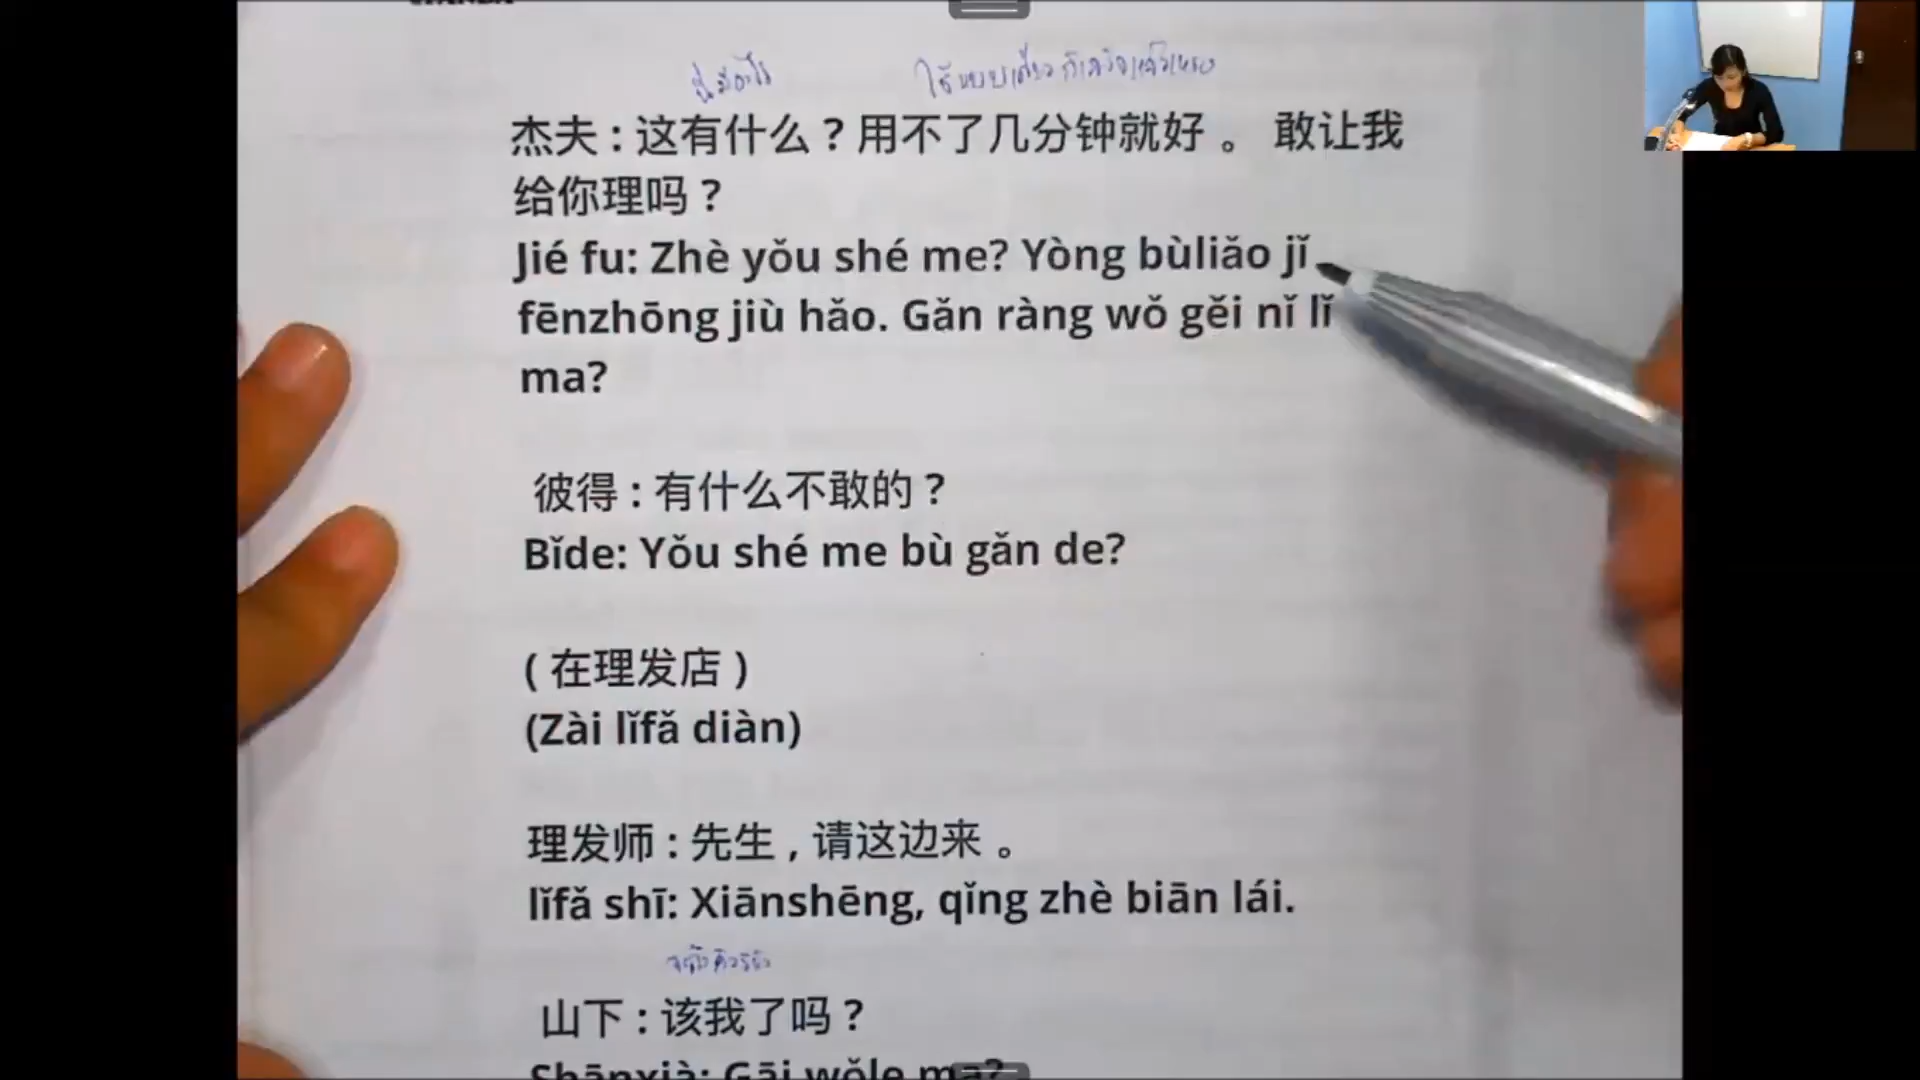 杰夫 : 这有什么 ? 用不了几分钟就好 。 敢让我
给你理吗 ?
Jié fu: Zhè yǒu shé me? Yòng bùliǎo jǐ
fēnzhōng jiù hǎo. Gǎn ràng wǒ gěi nǐ lǐ
ma?
彼得 : 有什么不敢的 ?
Bǐde: Yǒu shé me bù gǎn de?
( 在理发店 )
(Zài lǐfǎ diàn)
理发师 : 先生 , 请这边来 。
lǐfǎ shī: Xiānshēng, qǐng zhè biān lái.
山下 : 该我了吗 ?
Shānxià: Gāi wǒle ma?